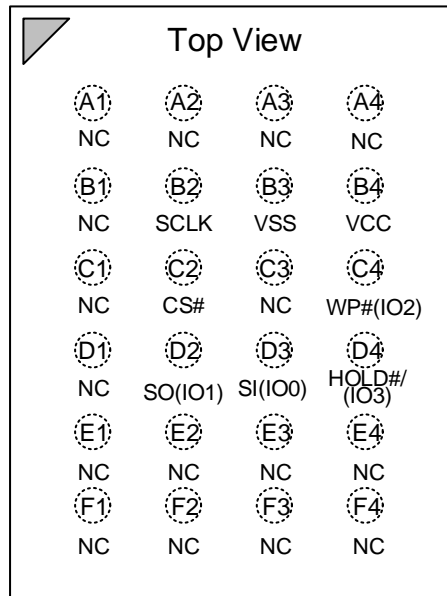 Top View
A1 A2 A3 A4
NC NC NC NC
B1 B2 B3 B4
NC SCLK VSS VCC
C1 C2 C3 C4
NC CS# NC WP#(IO2)
D1 D2 D3 D4
NC SO(IO1) SI(IO0) HOLD#/
(IO3)
E1 E2 E3 E4
NC NC NC NC
F1 F2 F3 F4
NC NC NC NC